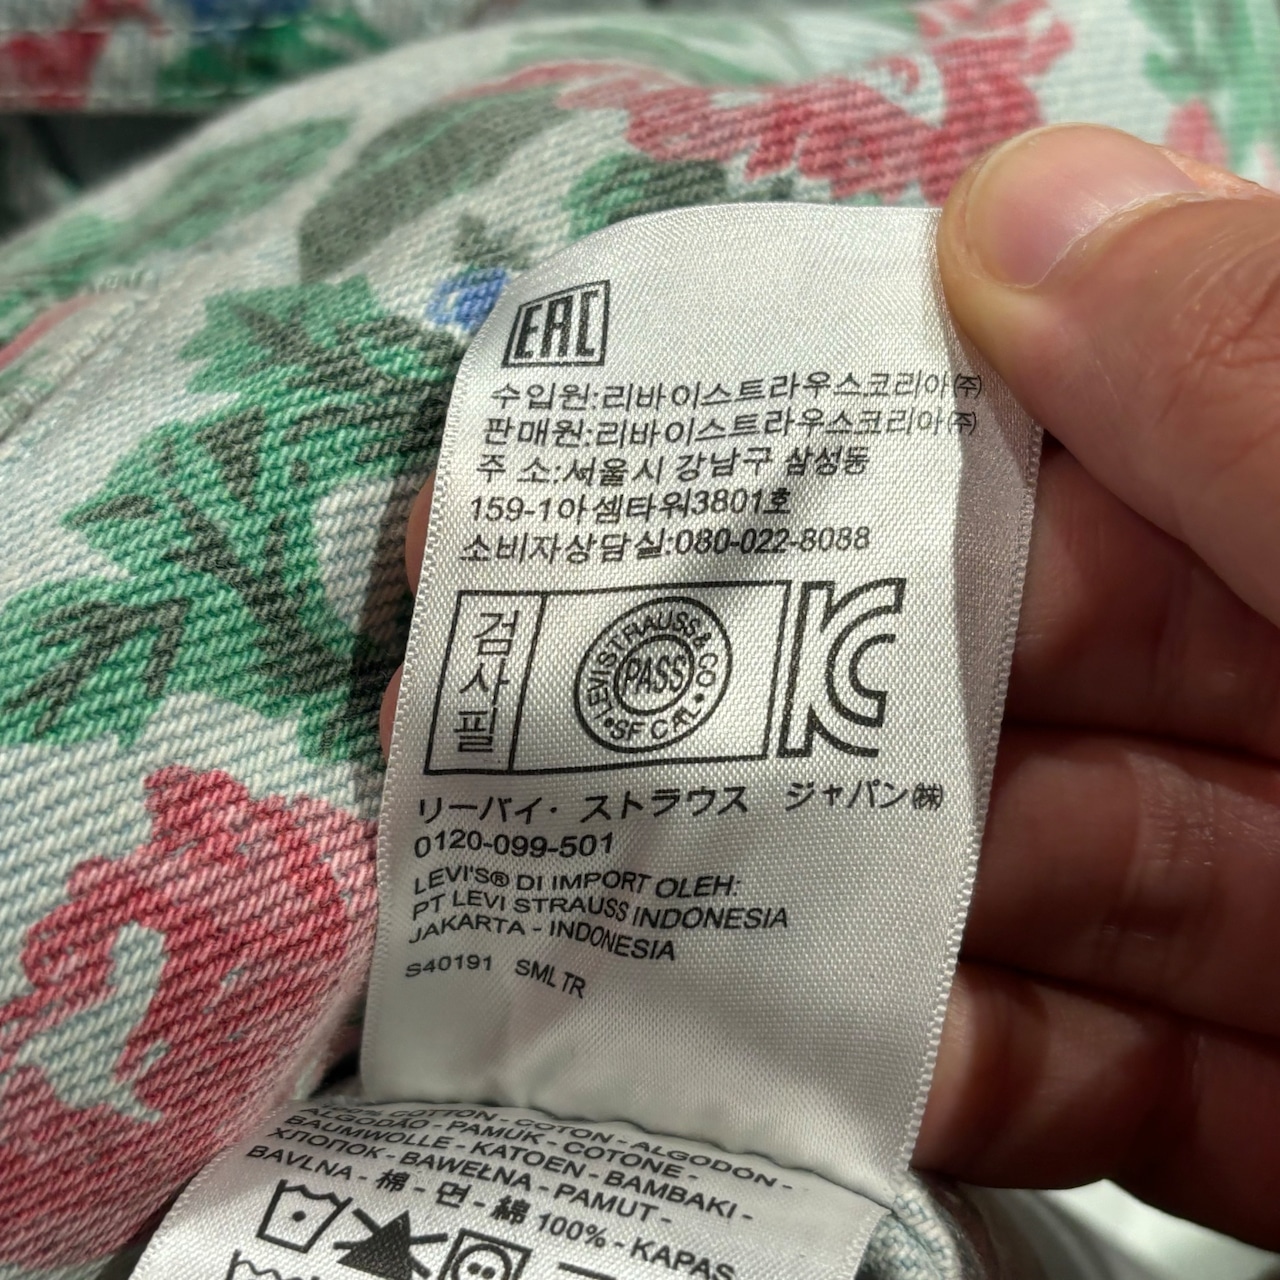 EAC
수입원:리바이스트라우스코리아㈜
판매원:리바이스트라우스코리아㈜
주 소:서울시 강남구 삼성동
159-1아셈타워3801호
소비자상담실:080-022-8088
검사필
LEVI STRAUSS & CO
PASS
SF CAL
リーバイ・ストラウス ジャパン㈱
0120-099-501
LEVI'S® DI IMPORT OLEH:
PT LEVI STRAUSS INDONESIA
JAKARTA - INDONESIA
S40191 SML TR
100% COTTON - COTON - ALGODÓN -
ALGODÃO - PAMUK - COTONE -
BAUMWOLLE - KATOEN - BAMBAKI -
ХЛОПОК - BAWEŁNA - PAMUT -
BAVLNA - 棉 - 면 - 綿 100% - KAPAS